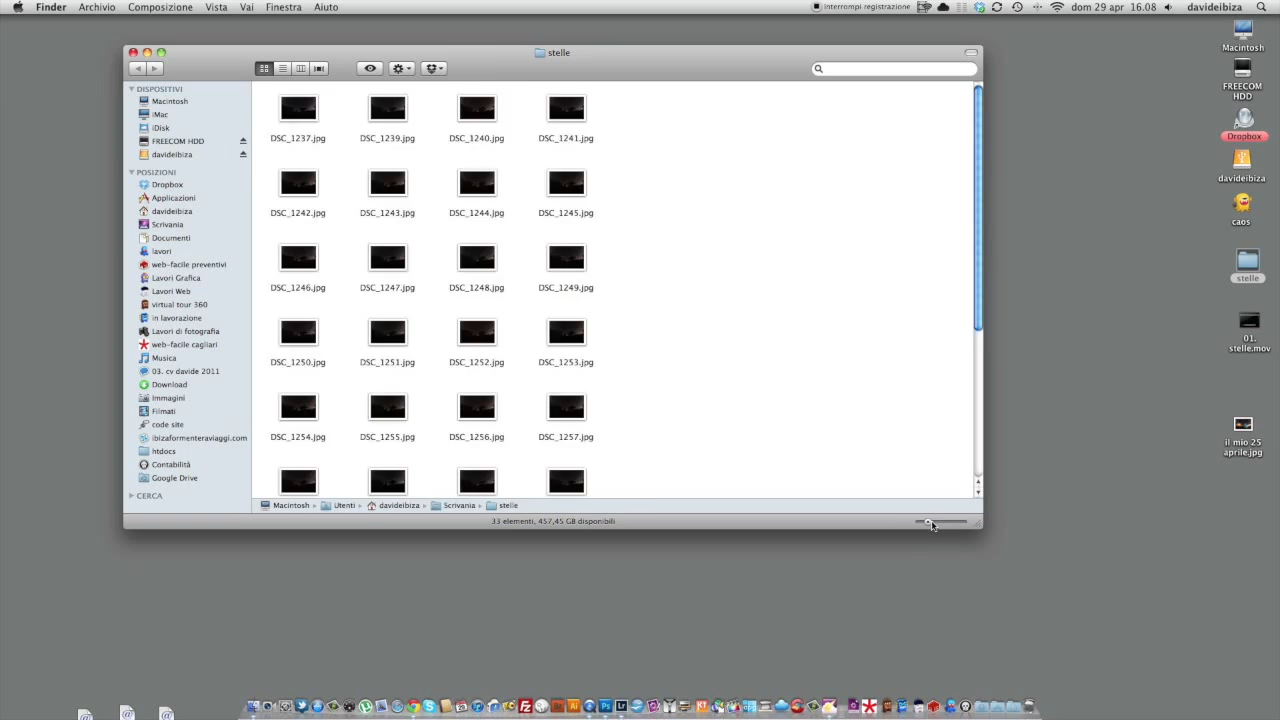 Finder Archivio Composizione Vista Vai Finestra Aiuto Interrompi registrazione dom 29 apr 16.08 davideibiza
stelle
DISPOSITIVI
Macintosh
iMac
iDisk
FREECOM HDD
davideibiza
POSIZIONI
Dropbox
Applicazioni
davideibiza
Scrivania
Documenti
lavori
web-facile preventivi
Lavori Grafica
Lavori Web
virtual tour 360
in lavorazione
Lavori di fotografia
web-facile cagliari
Musica
03. cv davide 2011
Download
Immagini
Filmati
code site
ibizaformenteraviaggi.com
htdocs
Contabilità
Google Drive
CERCA
DSC_1237.jpg DSC_1239.jpg DSC_1240.jpg DSC_1241.jpg
DSC_1242.jpg DSC_1243.jpg DSC_1244.jpg DSC_1245.jpg
DSC_1246.jpg DSC_1247.jpg DSC_1248.jpg DSC_1249.jpg
DSC_1250.jpg DSC_1251.jpg DSC_1252.jpg DSC_1253.jpg
DSC_1254.jpg DSC_1255.jpg DSC_1256.jpg DSC_1257.jpg
Macintosh Utenti davideibiza Scrivania stelle
33 elementi, 457,45 GB disponibili
Macintosh
FREECOM
HDD
Dropbox
davideibiza
caos
stelle
01.
stelle.mov
il mio 25
aprile.jpg